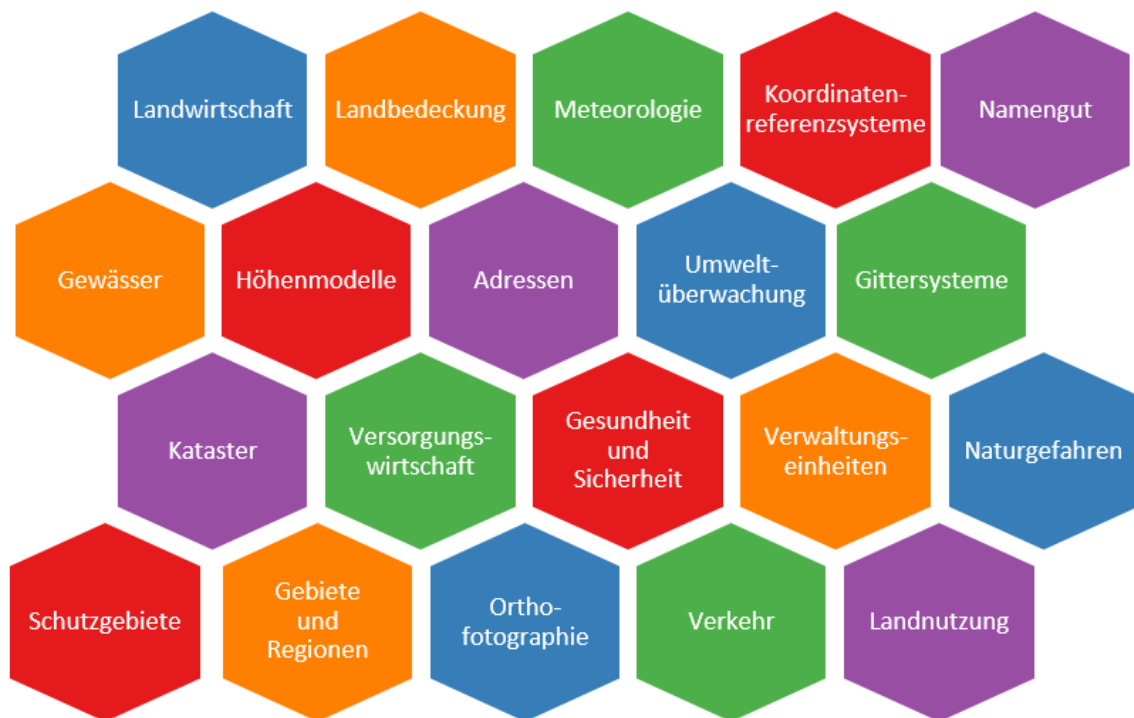 Landwirtschaft
Landbedeckung
Meteorologie
Koordinaten-
referenzsysteme
Namengut
Gewässer
Höhenmodelle
Adressen
Umwelt-
überwachung
Gittersysteme
Kataster
Versorgungs-
wirtschaft
Gesundheit
und
Sicherheit
Verwaltungs-
einheiten
Naturgefahren
Schutzgebiete
Gebiete
und
Regionen
Ortho-
fotographie
Verkehr
Landnutzung